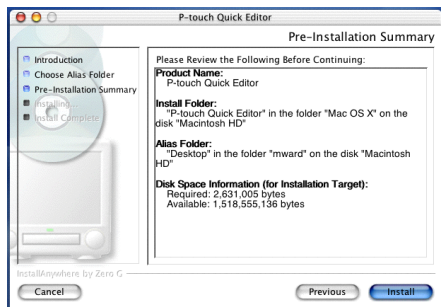 P-touch Quick Editor
Pre-Installation Summary
Introduction
Choose Alias Folder
Pre-Installation Summary
Installing...
Install Complete
Please Review the Following Before Continuing:
Product Name:
P-touch Quick Editor
Install Folder:
"P-touch Quick Editor" in the folder "Mac OS X" on the
disk "Macintosh HD"
Alias Folder:
"Desktop" in the folder "mward" on the disk "Macintosh
HD"
Disk Space Information (for Installation Target):
Required: 2,631,005 bytes
Available: 1,518,555,136 bytes
InstallAnywhere by Zero G
Cancel
Previous
Install